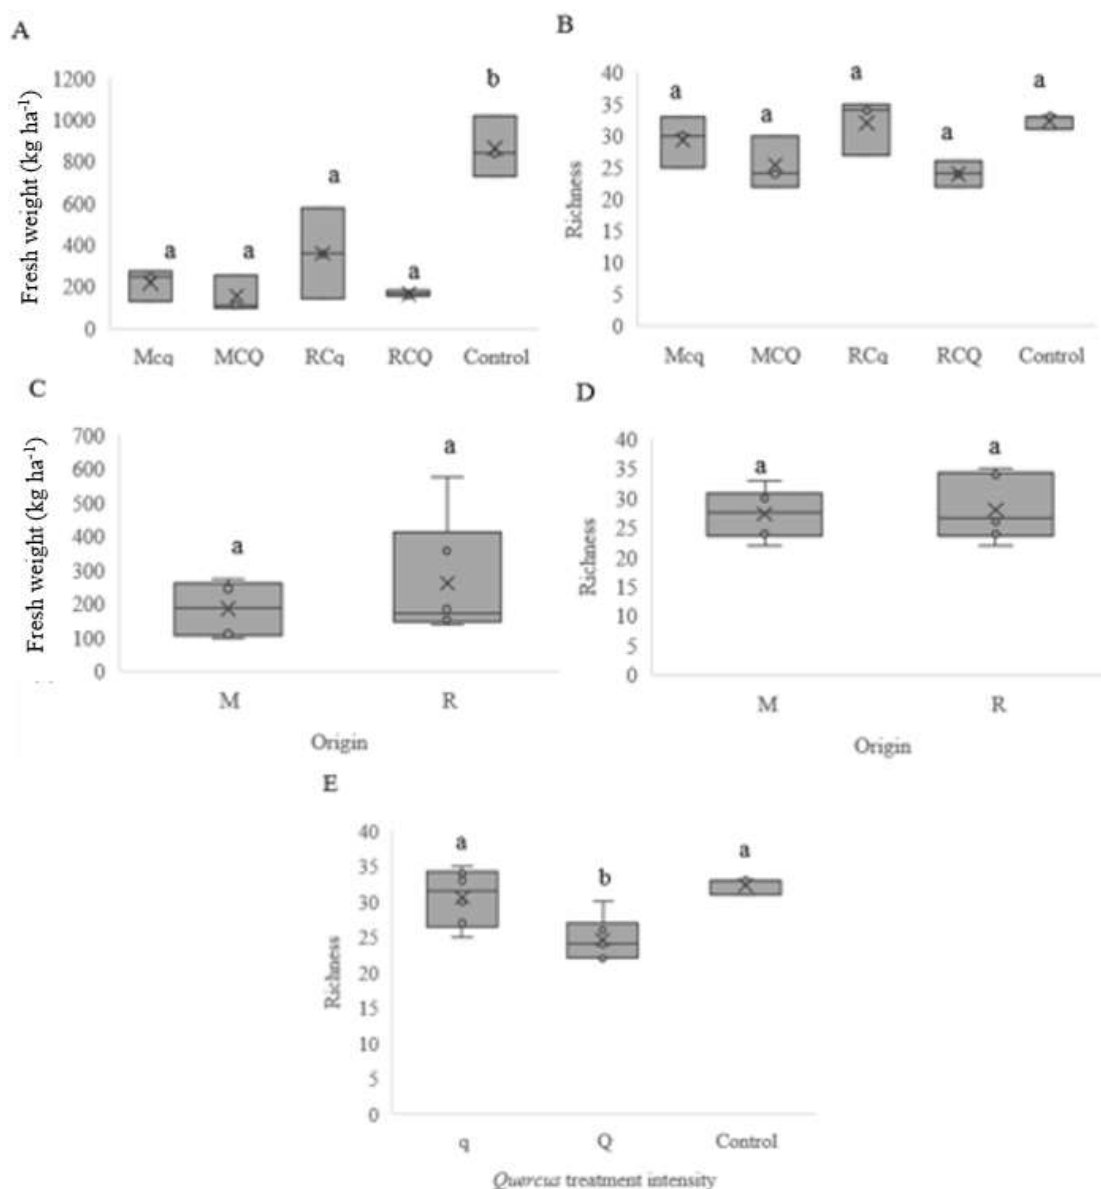 A
Fresh weight (kg ha⁻¹)
1200
1000
800
600
400
200
0
a
a
a
a
b
Mcq
MCQ
RCq
RCQ
Control
B
Richness
40
35
30
25
20
15
10
5
0
a
a
a
a
a
Mcq
MCQ
RCq
RCQ
Control
C
Fresh weight (kg ha⁻¹)
700
600
500
400
300
200
100
0
a
a
M
R
Origin
D
Richness
40
35
30
25
20
15
10
5
0
a
a
M
R
Origin
E
Richness
40
35
30
25
20
15
10
5
0
a
b
a
q
Q
Control
Quercus treatment intensity